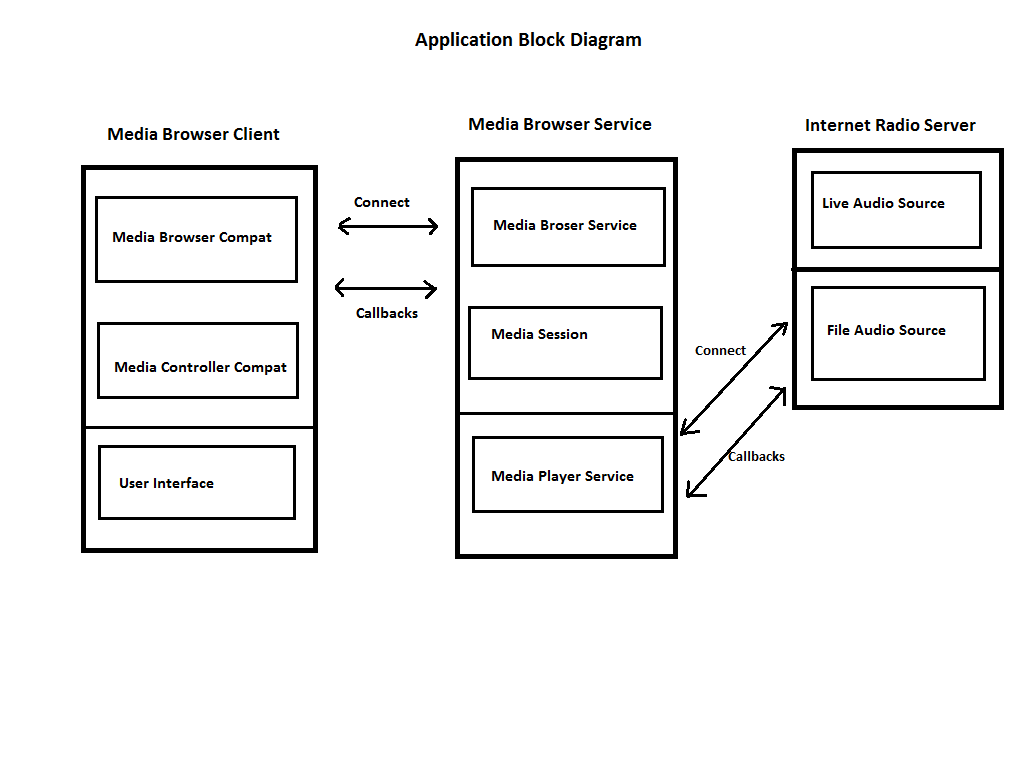 Application Block Diagram
Media Browser Client
Media Browser Compat
Media Controller Compat
User Interface
Connect
Callbacks
Media Browser Service
Media Broser Service
Media Session
Media Player Service
Connect
Callbacks
Internet Radio Server
Live Audio Source
File Audio Source